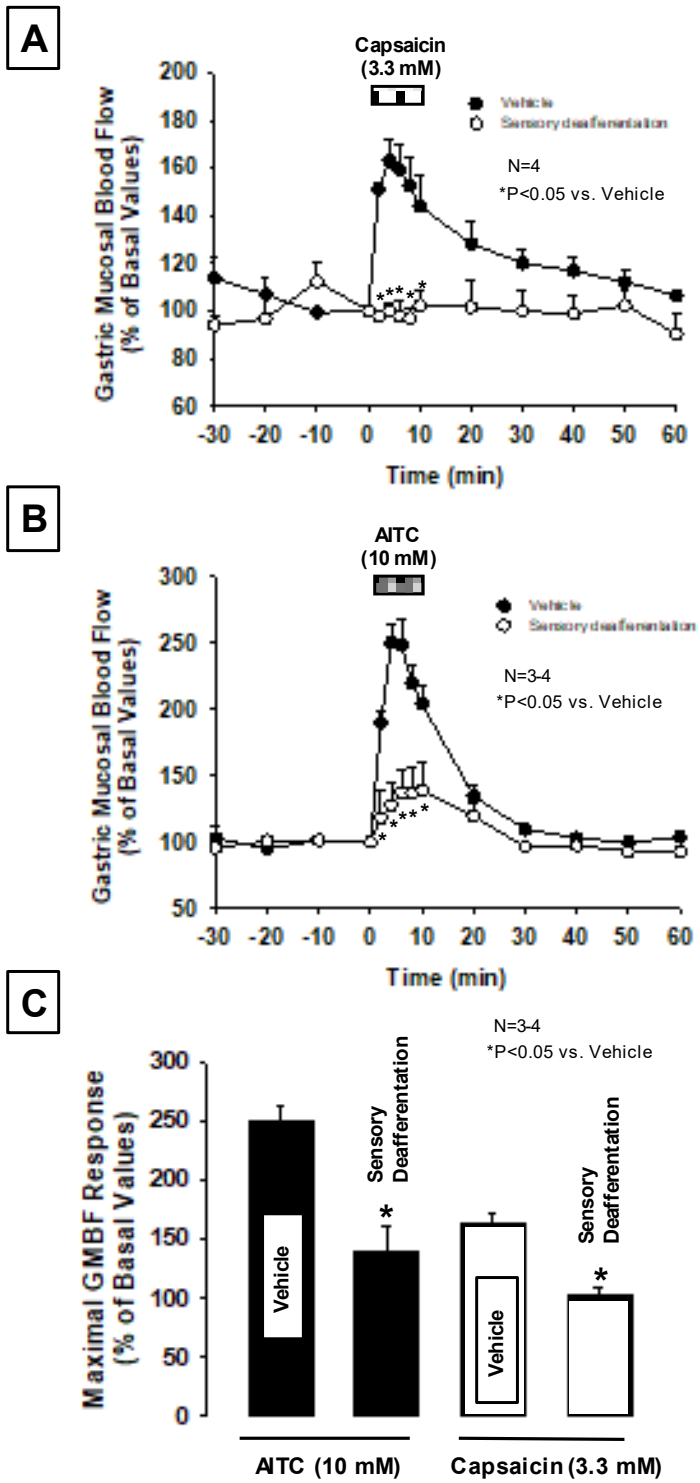 A
Capsaicin
(3.3 mM)
Gastric Mucosal Blood Flow
(% of Basal Values)
200
180
160
140
120
100
80
60
Vehicle
Sensory deafferentation
N=4
*P<0.05 vs. Vehicle
* * * * *
-30 -20 -10 0 10 20 30 40 50 60
Time (min)
B
AITC
(10 mM)
Gastric Mucosal Blood Flow
(% of Basal Values)
300
250
200
150
100
50
Vehicle
Sensory deafferentation
N=3-4
*P<0.05 vs. Vehicle
* * * * *
-30 -20 -10 0 10 20 30 40 50 60
Time (min)
C
N=3-4
*P<0.05 vs. Vehicle
Maximal GMBF Response
(% of Basal Values)
300
250
200
150
100
50
0
Vehicle
Sensory
Deafferentation
*
Vehicle
Sensory
Deafferentation
*
AITC (10 mM) Capsaicin (3.3 mM)